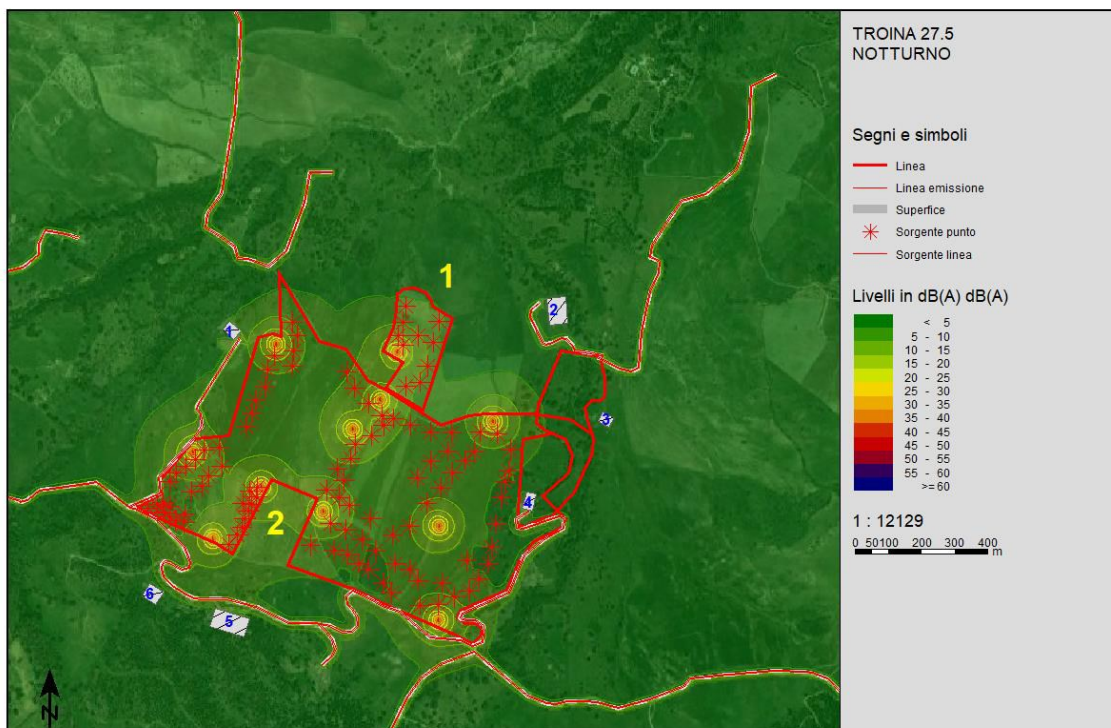 TROINA 27.5
NOTTURNO
Segni e simboli
Linea
Linea emissione
Superfice
Sorgente punto
Sorgente linea
Livelli in dB(A) dB(A)
< 5
5 - 10
10 - 15
15 - 20
20 - 25
25 - 30
30 - 35
35 - 40
40 - 45
45 - 50
50 - 55
55 - 60
>= 60
1 : 12129
0 50100 200 300 400
m
1
2
1
2
3
4
5
6
N